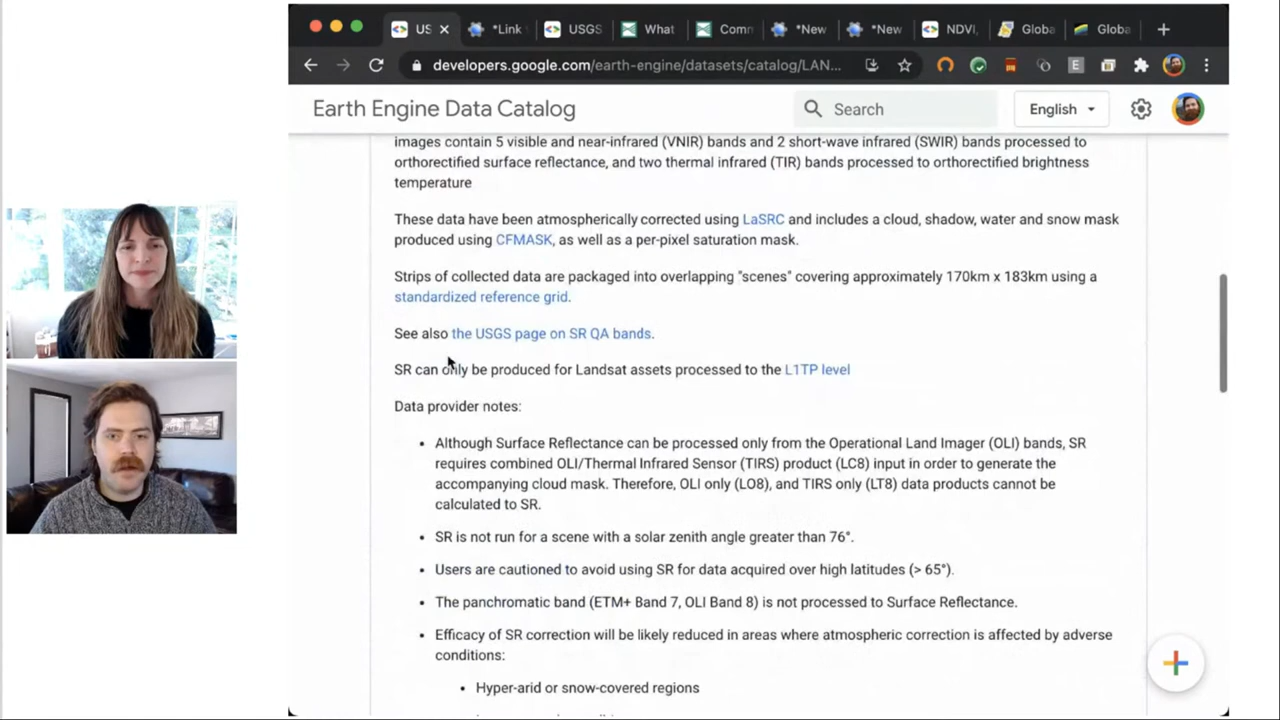 US
*Link
USGS
What
Comm
*New
*New
NDVI,
Globa
Globa
developers.google.com/earth-engine/datasets/catalog/LAN...
Earth Engine Data Catalog
Search
English
images contain 5 visible and near-infrared (VNIR) bands and 2 short-wave infrared (SWIR) bands processed to
orthorectified surface reflectance, and two thermal infrared (TIR) bands processed to orthorectified brightness
temperature
These data have been atmospherically corrected using LaSRC and includes a cloud, shadow, water and snow mask
produced using CFMASK, as well as a per-pixel saturation mask.
Strips of collected data are packaged into overlapping "scenes" covering approximately 170km x 183km using a
standardized reference grid.
See also the USGS page on SR QA bands.
SR can only be produced for Landsat assets processed to the L1TP level
Data provider notes:
• Although Surface Reflectance can be processed only from the Operational Land Imager (OLI) bands, SR
requires combined OLI/Thermal Infrared Sensor (TIRS) product (LC8) input in order to generate the
accompanying cloud mask. Therefore, OLI only (LO8), and TIRS only (LT8) data products cannot be
calculated to SR.
• SR is not run for a scene with a solar zenith angle greater than 76°.
• Users are cautioned to avoid using SR for data acquired over high latitudes (> 65°).
• The panchromatic band (ETM+ Band 7, OLI Band 8) is not processed to Surface Reflectance.
• Efficacy of SR correction will be likely reduced in areas where atmospheric correction is affected by adverse
conditions:
• Hyper-arid or snow-covered regions